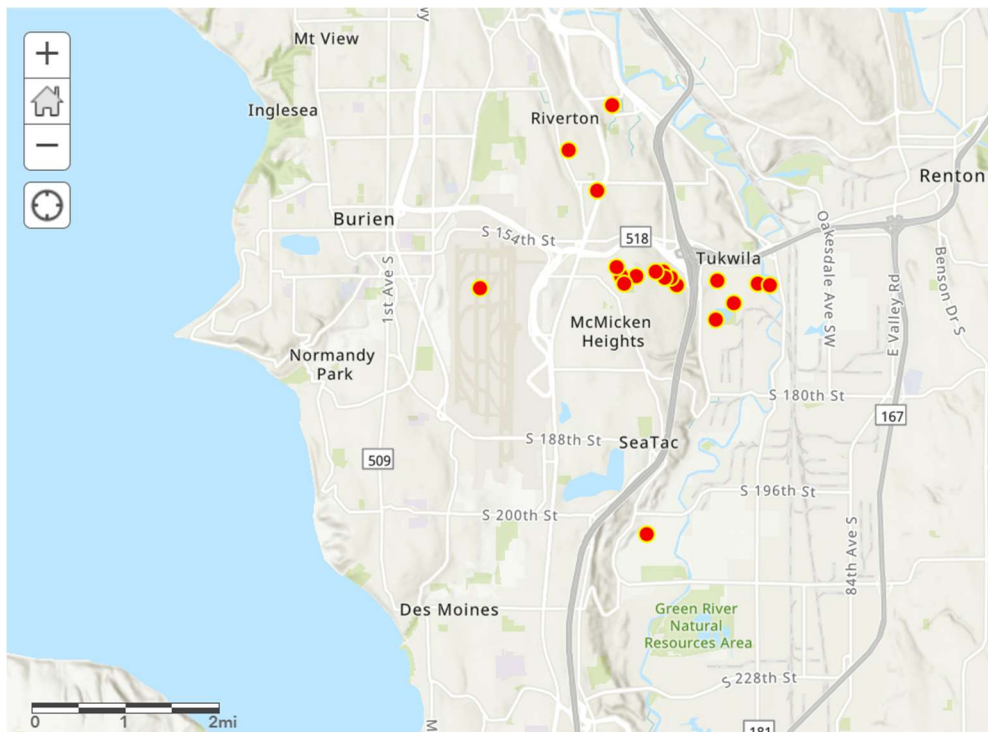 vy
Mt View
Inglesea
Riverton
Renton
Burien
S 154th St
518
Tukwila
Oakesdale Ave SW
Benson Dr S
1st Ave S
E Valley Rd
McMicken
Heights
Normandy
Park
S 180th St
167
S 188th St
SeaTac
509
S 196th St
S 200th St
84th Ave S
Des Moines
Green River
Natural
Resources Area
S 228th St
0 1 2mi
M
181